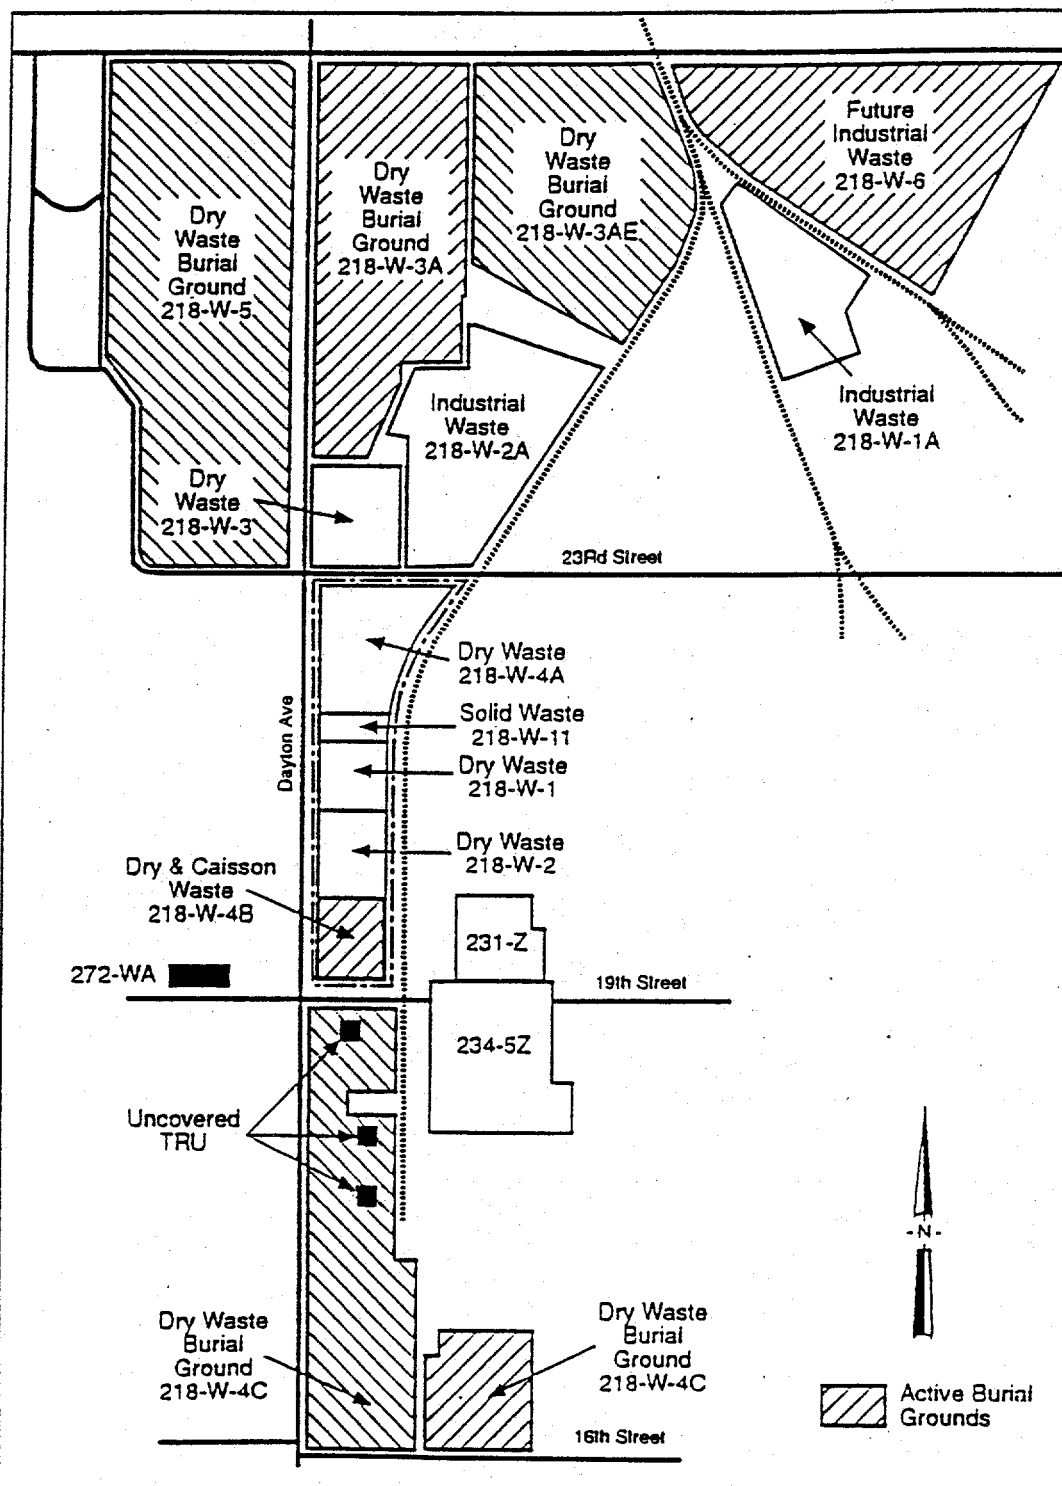 Future
Industrial
Waste
218-W-6
Dry
Waste
Burial
Ground
218-W-3AE
Dry
Waste
Burial
Ground
218-W-3A
Dry
Waste
Burial
Ground
218-W-5
Industrial
Waste
218-W-2A
Industrial
Waste
218-W-1A
Dry
Waste
218-W-3
23Rd Street
Dry Waste
218-W-4A
Dayton Ave
Solid Waste
218-W-11
Dry Waste
218-W-1
Dry Waste
218-W-2
Dry & Caisson
Waste
218-W-4B
231-Z
272-WA
19th Street
234-5Z
Uncovered
TRU
-N-
Dry Waste
Burial
Ground
218-W-4C
Dry Waste
Burial
Ground
218-W-4C
Active Burial
Grounds
16th Street